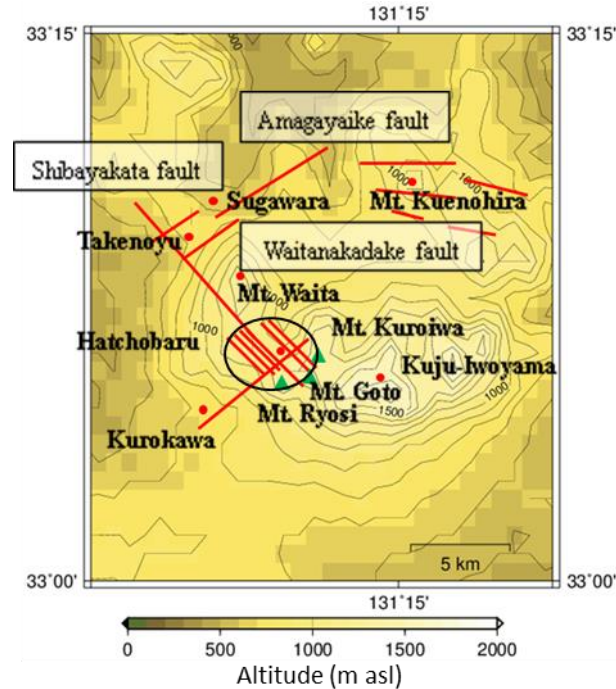 131˚15'
33˚15'
33˚15'
Amagayaike fault
Shibayakata fault
1000
1000
Sugawara
Mt. Kuenohira
Takenoyu
Waitanakadake fault
Mt. Waita
1000
Hatchobaru
1000
Mt. Kuroiwa
Kuju-Iwoyama
Mt. Goto
1000
Mt. Ryosi
1500
Kurokawa
5 km
33˚00'
33˚00'
131˚15'
0 500 1000 1500 2000
Altitude (m asl)